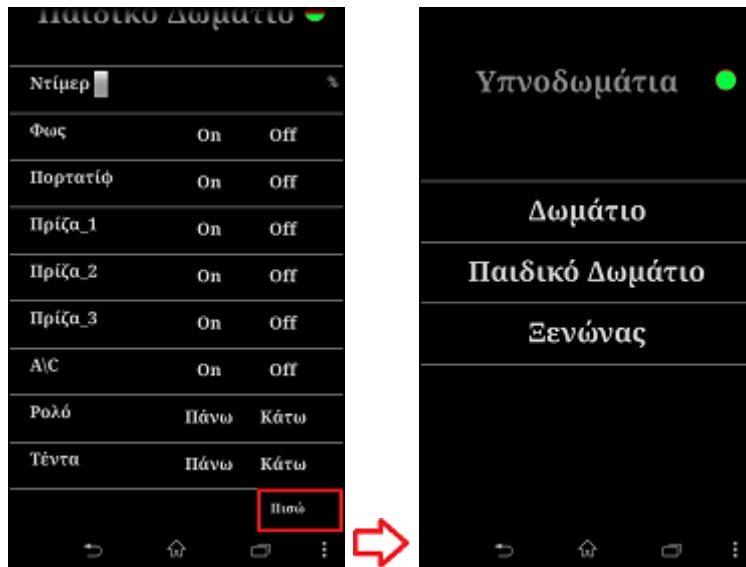 Παιδικό Δωμάτιο
Ντίμερ %
Φως On Off
Πορτατίφ On Off
Πρίζα_1 On Off
Πρίζα_2 On Off
Πρίζα_3 On Off
A\C On Off
Ρολό Πάνω Κάτω
Τέντα Πάνω Κάτω
Πισώ
Υπνοδωμάτια
Δωμάτιο
Παιδικό Δωμάτιο
Ξενώνας